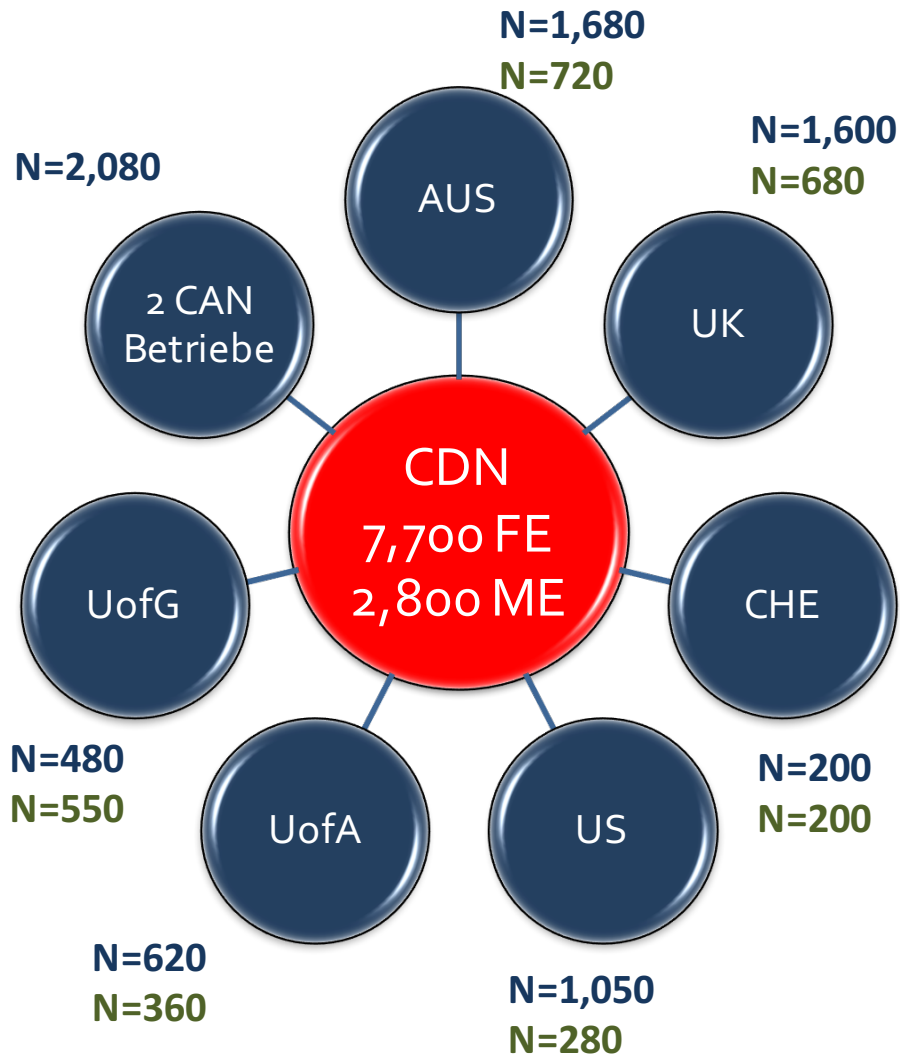 N=1,680
N=720
AUS
N=1,600
N=680
UK
N=2,080
2 CAN
Betriebe
CDN
7,700 FE
2,800 ME
UofG
N=480
N=550
CHE
N=200
N=200
UofA
N=620
N=360
US
N=1,050
N=280